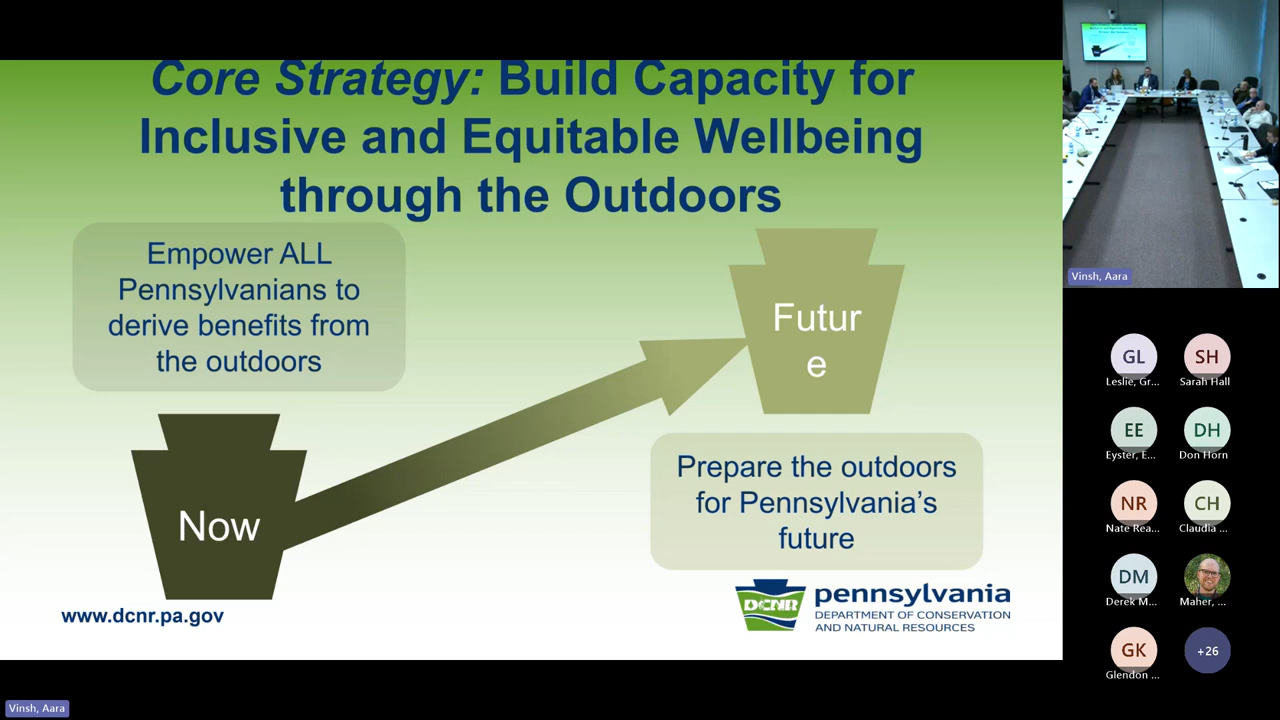 Core Strategy: Build Capacity for
Inclusive and Equitable Wellbeing
through the Outdoors
Empower ALL
Pennsylvanians to
derive benefits from
the outdoors
Now
Futur
e
Prepare the outdoors
for Pennsylvania's
future
www.dcnr.pa.gov
DCNR
pennsylvania
DEPARTMENT OF CONSERVATION
AND NATURAL RESOURCES
Vinsh, Aara
GL
SH
Leslie, Gr...
Sarah Hall
EE
DH
Eyster, E...
Don Horn
NR
CH
Nate Rea...
Claudia ...
DM
Derek M...
Maher, ...
GK
+26
Glendon ...
Vinsh, Aara